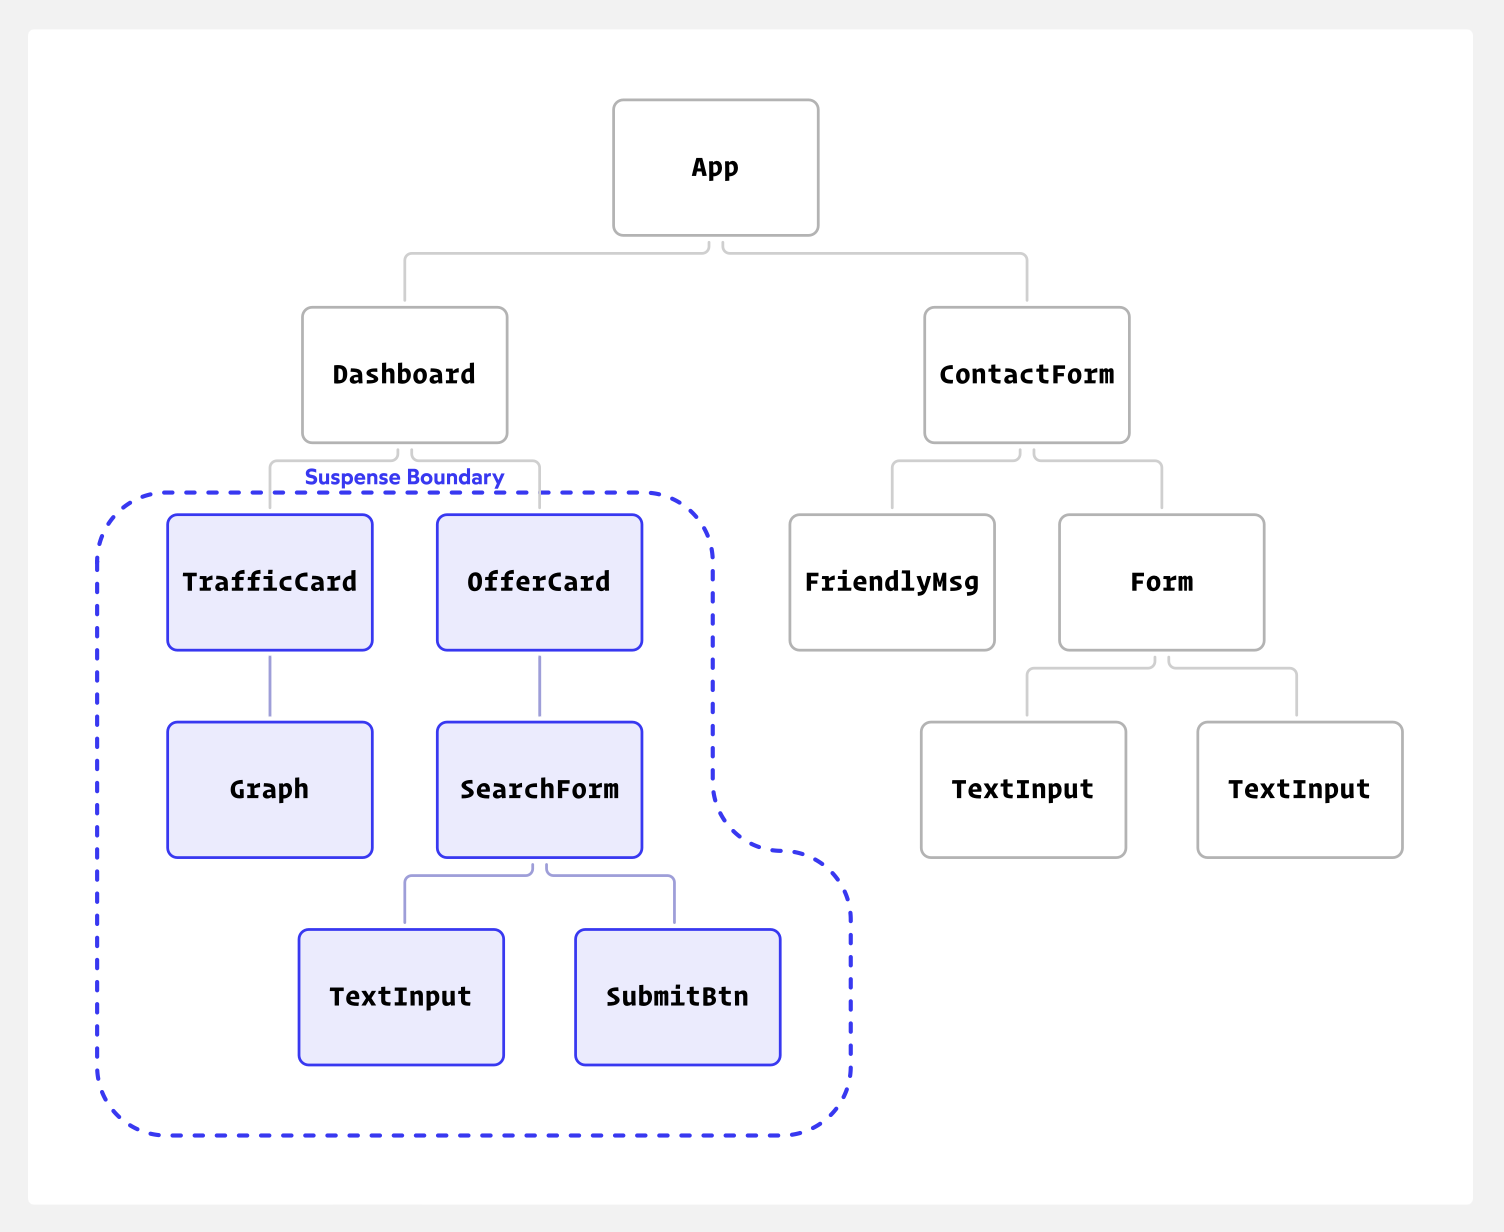 App
Dashboard
ContactForm
Suspense Boundary
TrafficCard
OfferCard
FriendlyMsg
Form
Graph
SearchForm
TextInput
TextInput
TextInput
SubmitBtn